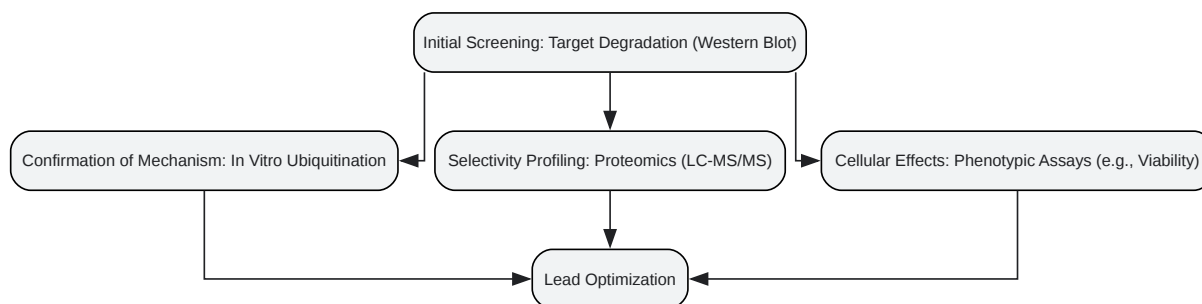 Initial Screening: Target Degradation (Western Blot)
Confirmation of Mechanism: In Vitro Ubiquitination
Selectivity Profiling: Proteomics (LC-MS/MS)
Cellular Effects: Phenotypic Assays (e.g., Viability)
Lead Optimization